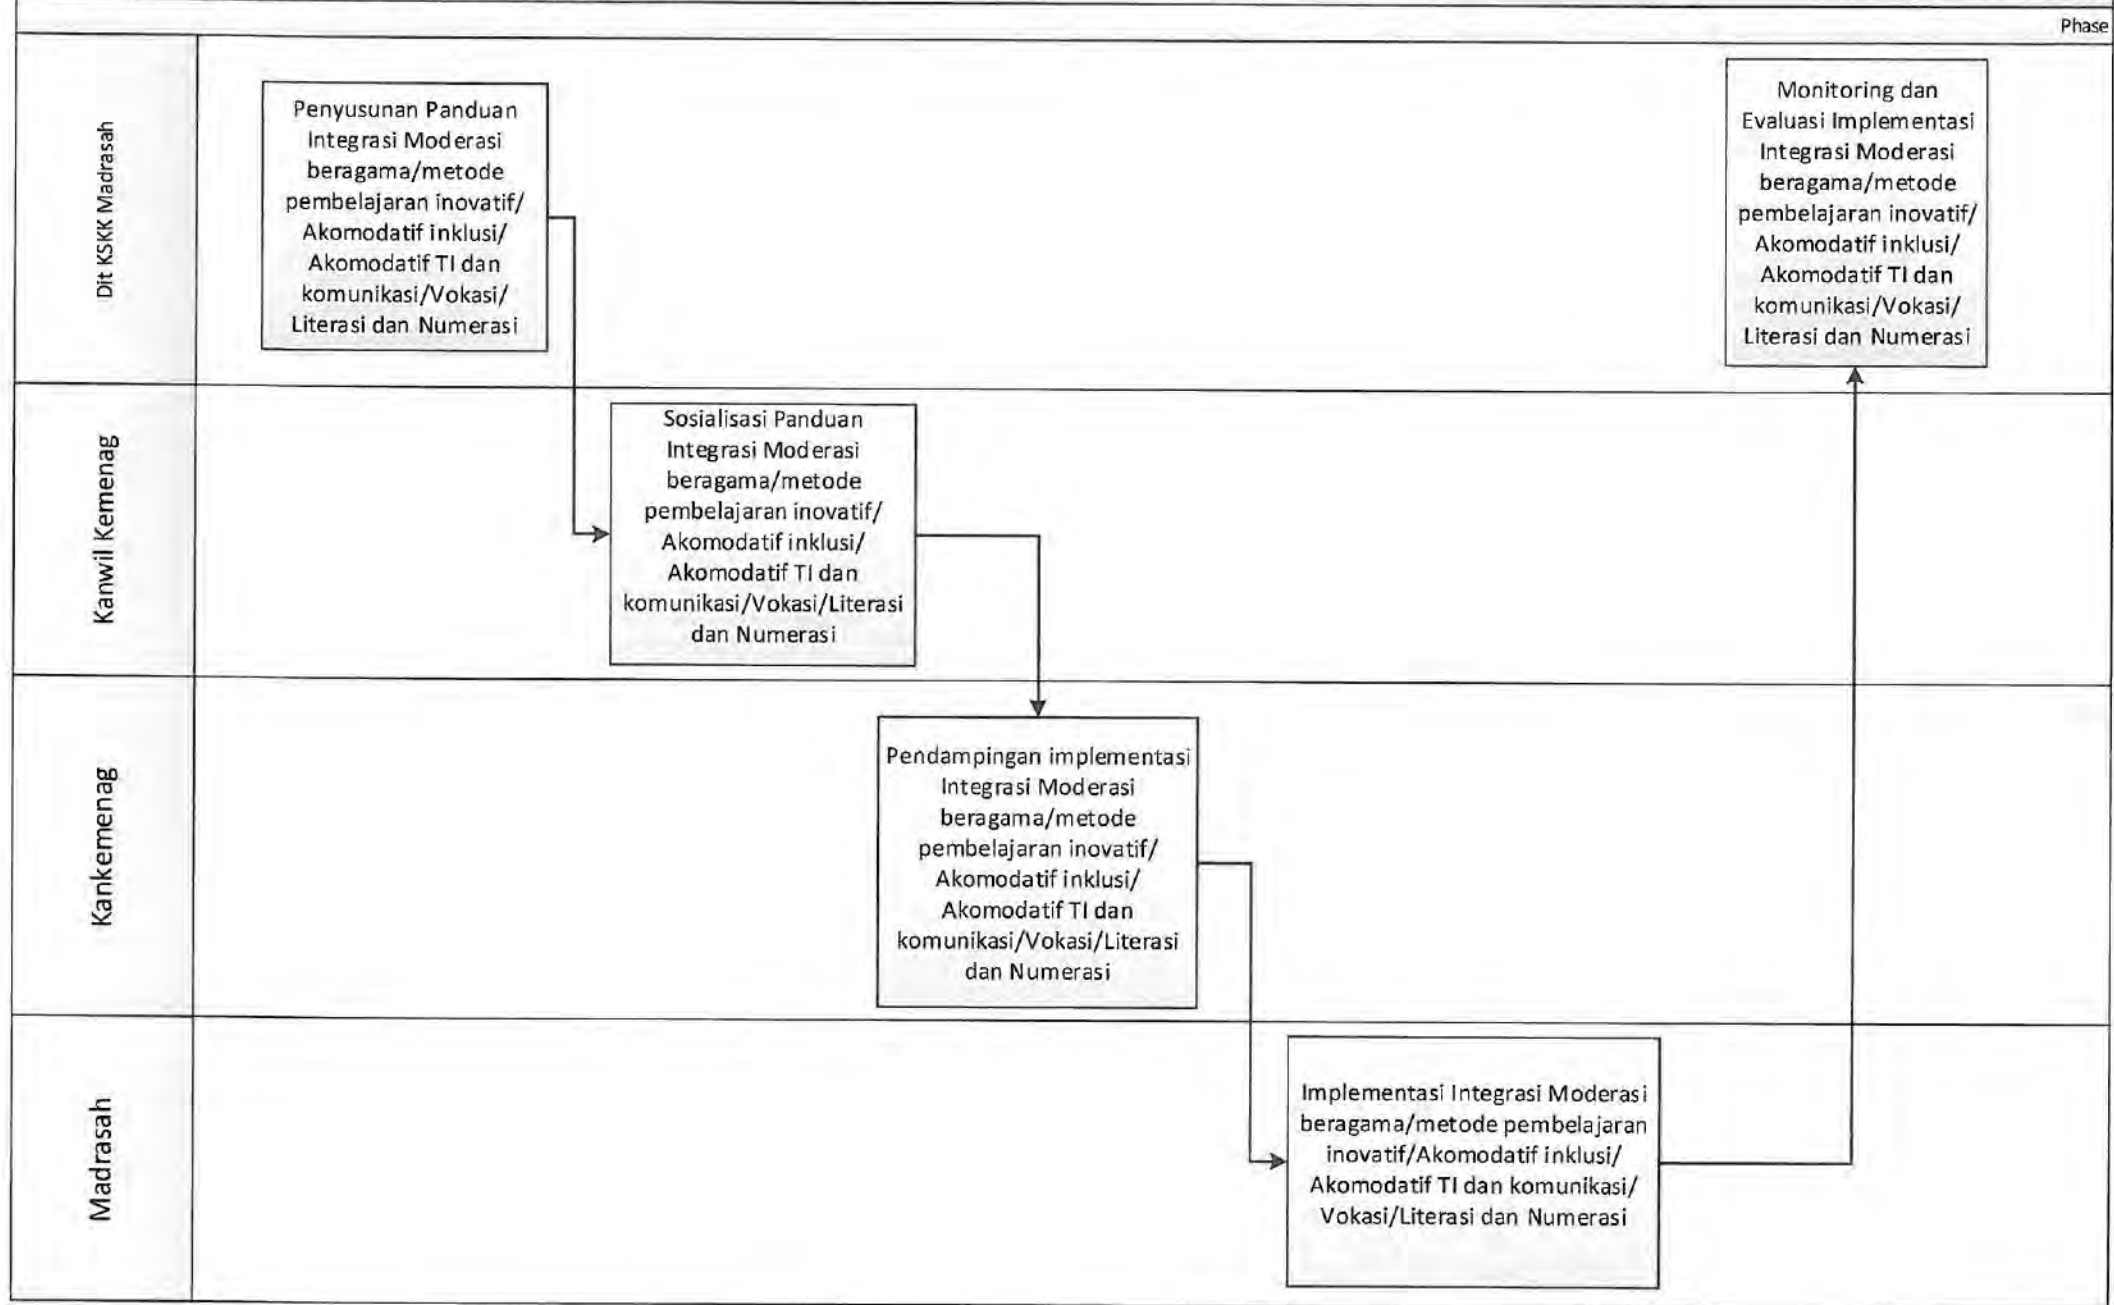 Phase
Dit KSKK Madrasah
Penyusunan Panduan
Integrasi Moderasi
beragama/metode
pembelajaran inovatif/
Akomodatif inklusi/
Akomodatif TI dan
komunikasi/Vokasi/
Literasi dan Numerasi
Monitoring dan
Evaluasi Implementasi
Integrasi Moderasi
beragama/metode
pembelajaran inovatif/
Akomodatif inklusi/
Akomodatif TI dan
komunikasi/Vokasi/
Literasi dan Numerasi
Kanwil Kemenag
Sosialisasi Panduan
Integrasi Moderasi
beragama/metode
pembelajaran inovatif/
Akomodatif inklusi/
Akomodatif TI dan
komunikasi/Vokasi/Literasi
dan Numerasi
Kankemenag
Pendampingan implementasi
Integrasi Moderasi
beragama/metode
pembelajaran inovatif/
Akomodatif inklusi/
Akomodatif TI dan
komunikasi/Vokasi/Literasi
dan Numerasi
Madrasah
Implementasi Integrasi Moderasi
beragama/metode pembelajaran
inovatif/Akomodatif inklusi/
Akomodatif TI dan komunikasi/
Vokasi/Literasi dan Numerasi